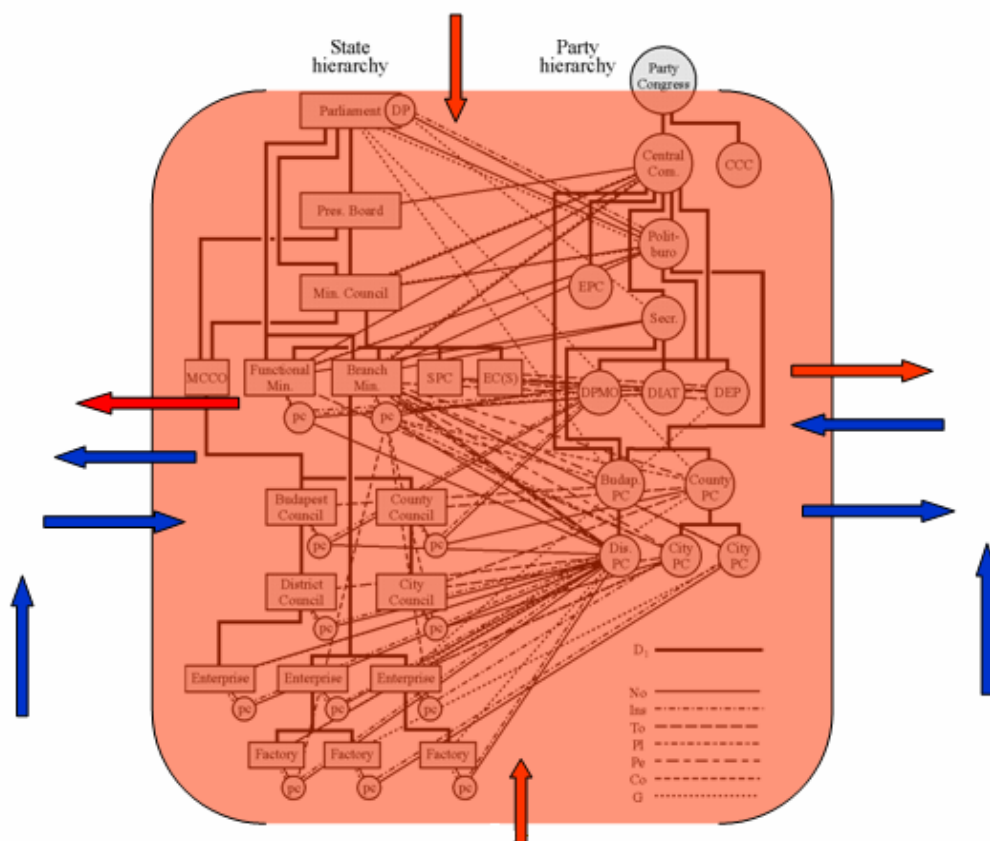 State
hierarchy
Party
hierarchy
Party
Congress
Parliament
DP
Central
Com.
CCC
Pres. Board
Polit-
buro
Min. Council
EPC
Secr.
MCCO
Functional
Min.
Branch
Min.
SPC
EC(S)
DPMO
DIAT
DEP
pc
pc
Budapest
Council
County
Council
Budap.
PC
County
PC
pc
pc
Dis.
PC
City
PC
City
PC
District
Council
City
Council
pc
pc
D₁
Enterprise
Enterprise
Enterprise
pc
pc
pc
No
Ins
To
Pl
Pe
Co
G
Factory
Factory
Factory
pc
pc
pc